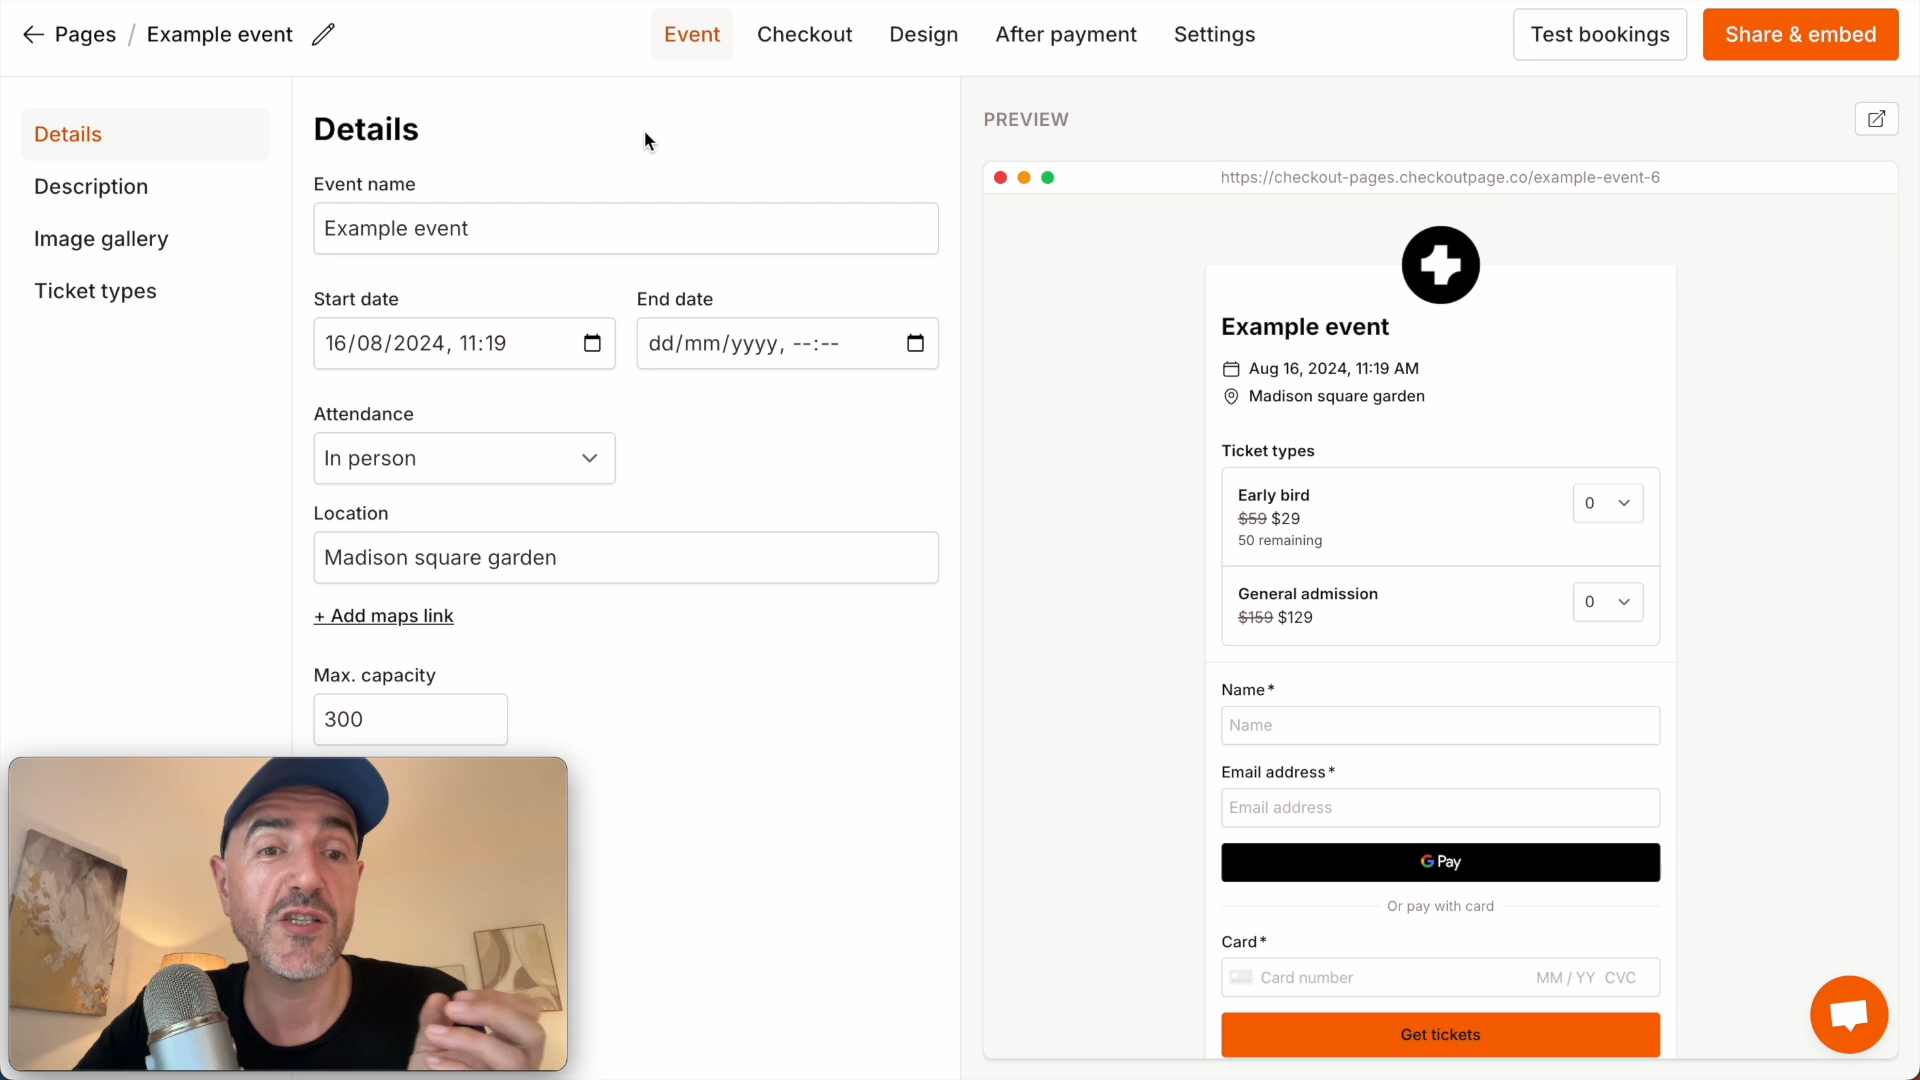 Pages / Example event
Event
Checkout
Design
After payment
Settings
Test bookings
Share & embed
Details
Description
Image gallery
Ticket types
Details
Event name
Example event
Start date
End date
16/08/2024, 11:19
dd/mm/yyyy, --:--
Attendance
In person
Location
Madison square garden
+ Add maps link
Max. capacity
300
PREVIEW
https://checkout-pages.checkoutpage.co/example-event-6
Example event
Aug 16, 2024, 11:19 AM
Madison square garden
Ticket types
Early bird
$59 $29
50 remaining
0
General admission
$159 $129
0
Name*
Name
Email address*
Email address
G Pay
Or pay with card
Card*
Card number
MM / YY CVC
Get tickets